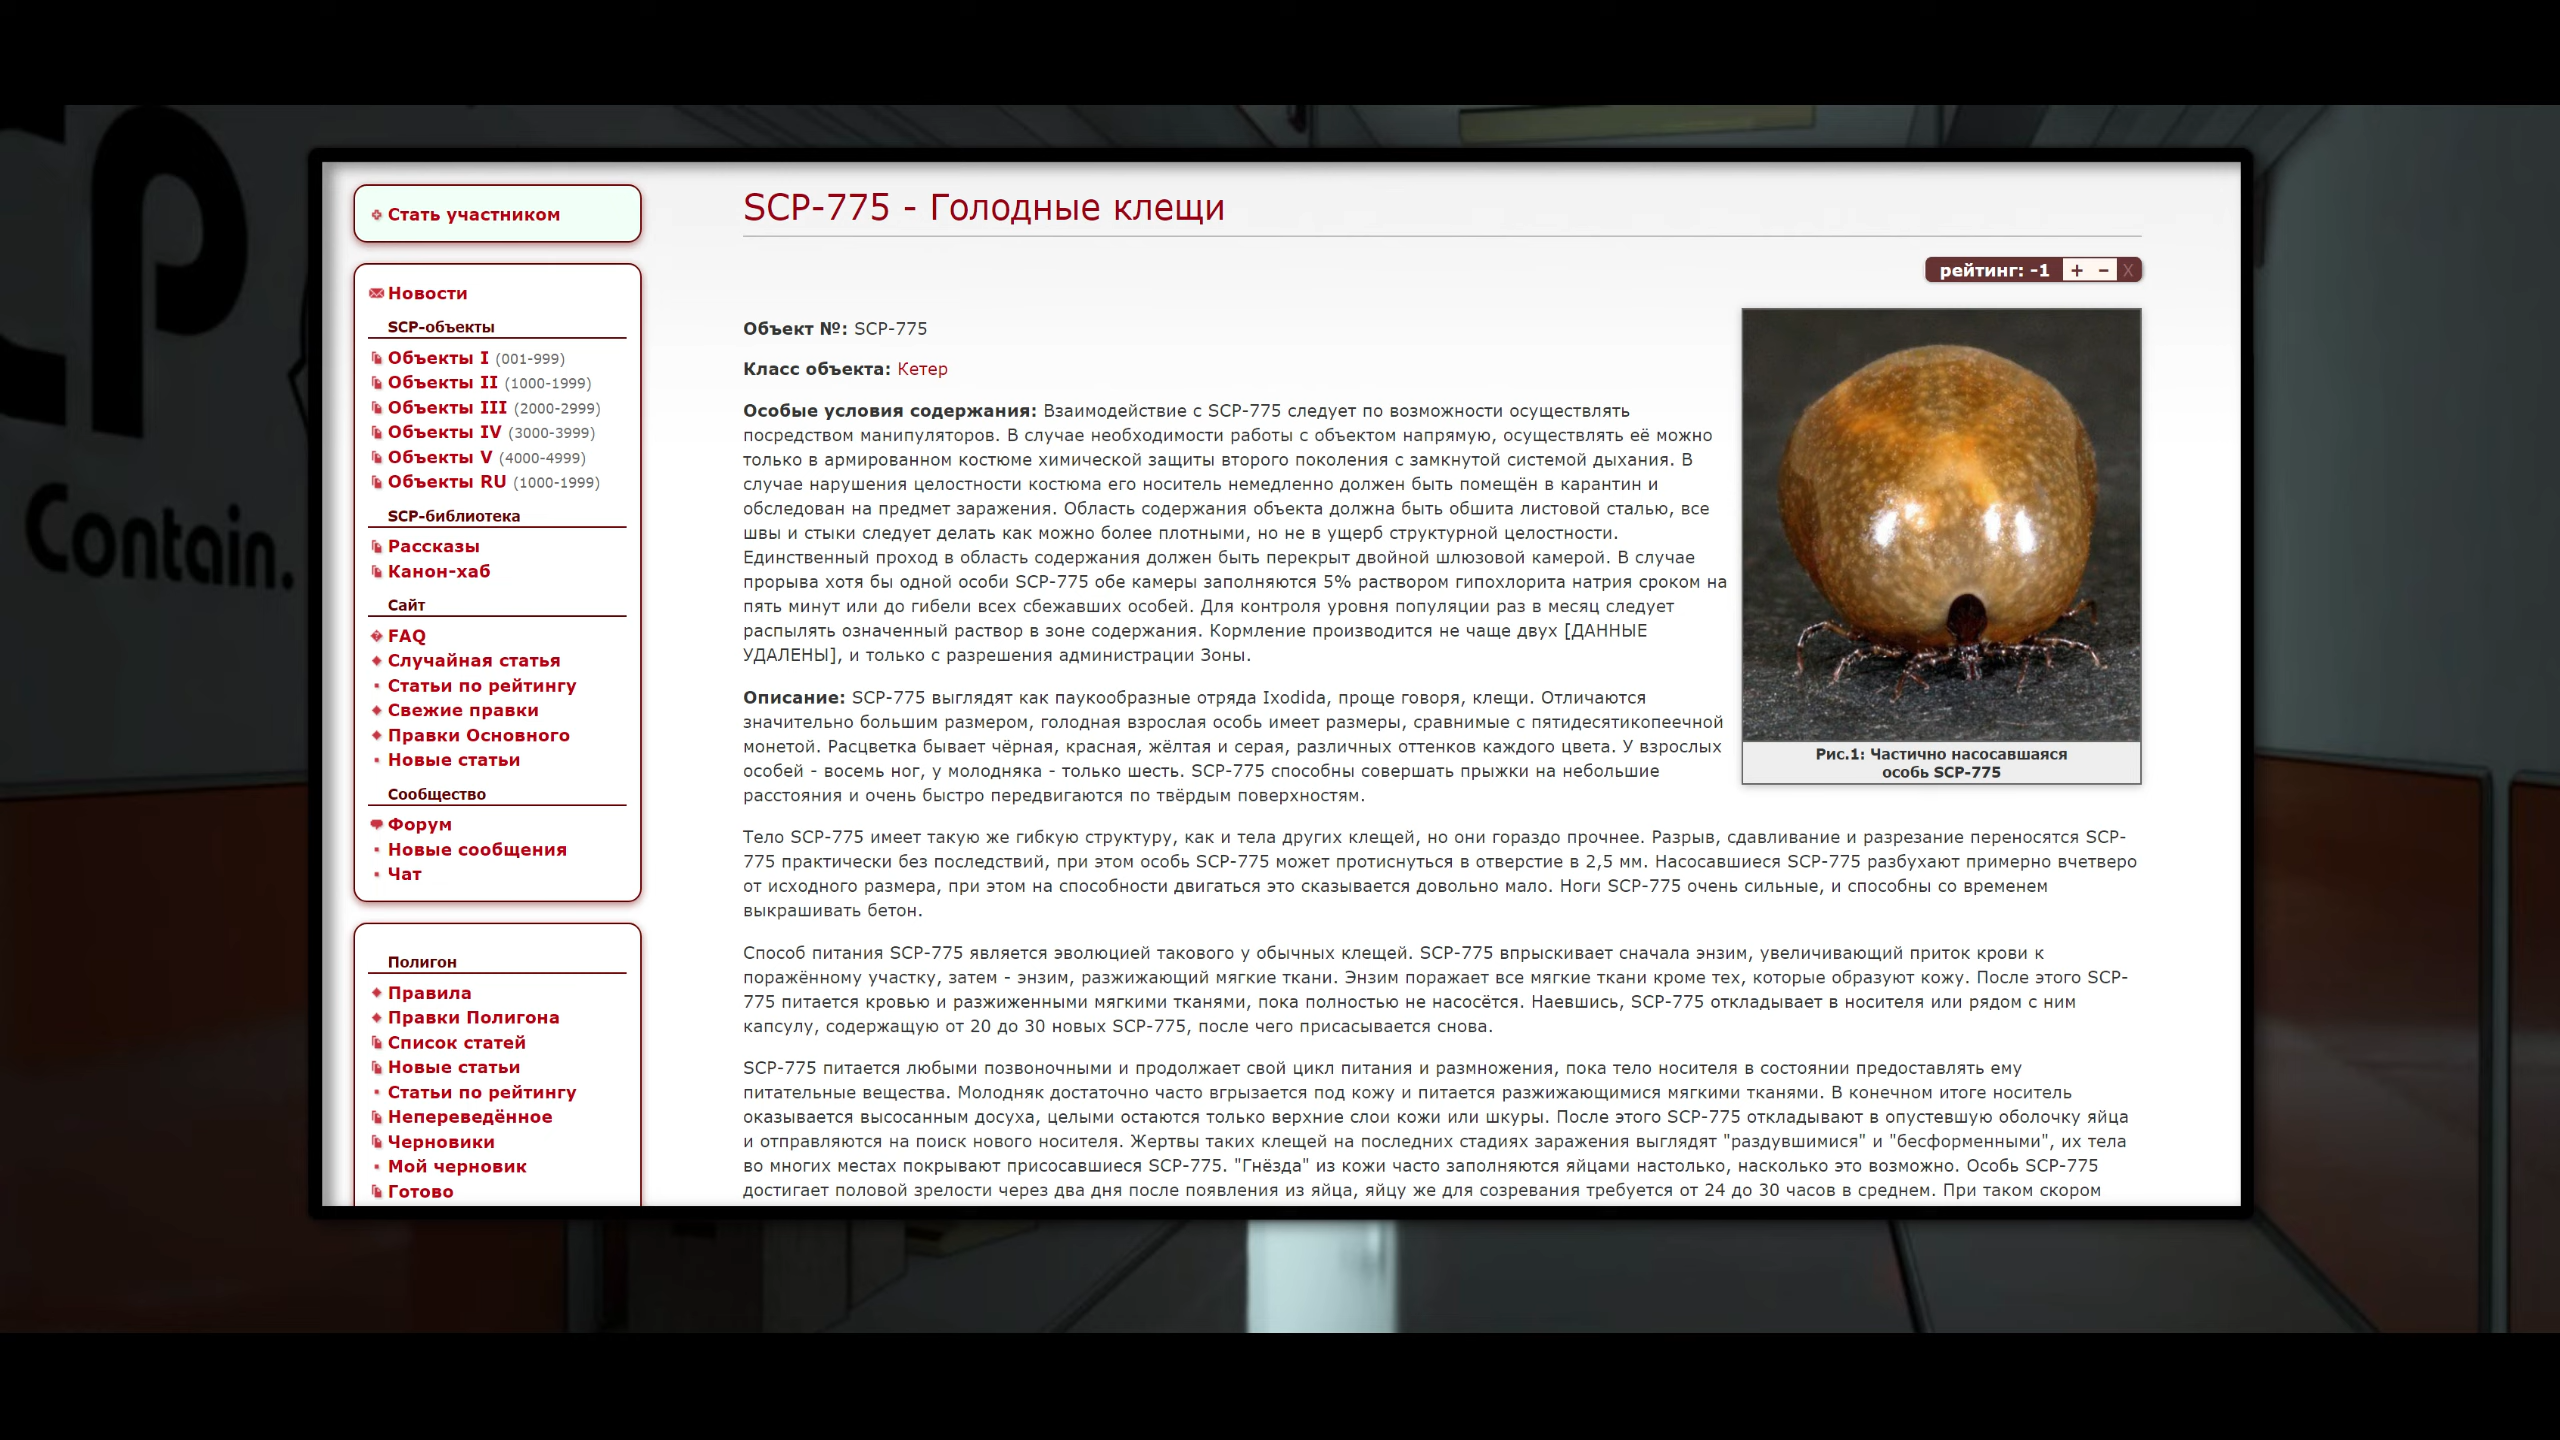 CP
Contain.
Стать участником
Новости
SCP-объекты
Объекты I (001-999)
Объекты II (1000-1999)
Объекты III (2000-2999)
Объекты IV (3000-3999)
Объекты V (4000-4999)
Объекты RU (1000-1999)
SCP-библиотека
Рассказы
Канон-хаб
Сайт
FAQ
Случайная статья
Статьи по рейтингу
Свежие правки
Правки Основного
Новые статьи
Сообщество
Форум
Новые сообщения
Чат
Полигон
Правила
Правки Полигона
Список статей
Новые статьи
Статьи по рейтингу
Непереведённое
Черновики
Мой черновик
Готово
SCP-775 - Голодные клещи
рейтинг: -1 + − X
Объект №: SCP-775
Класс объекта: Кетер
Особые условия содержания: Взаимодействие с SCP-775 следует по возможности осуществлять
посредством манипуляторов. В случае необходимости работы с объектом напрямую, осуществлять её можно
только в армированном костюме химической защиты второго поколения с замкнутой системой дыхания. В
случае нарушения целостности костюма его носитель немедленно должен быть помещён в карантин и
обследован на предмет заражения. Область содержания объекта должна быть обшита листовой сталью, все
швы и стыки следует делать как можно более плотными, но не в ущерб структурной целостности.
Единственный проход в область содержания должен быть перекрыт двойной шлюзовой камерой. В случае
прорыва хотя бы одной особи SCP-775 обе камеры заполняются 5% раствором гипохлорита натрия сроком на
пять минут или до гибели всех сбежавших особей. Для контроля уровня популяции раз в месяц следует
распылять означенный раствор в зоне содержания. Кормление производится не чаще двух [ДАННЫЕ
УДАЛЕНЫ], и только с разрешения администрации Зоны.
Рис.1: Частично насосавшаяся
особь SCP-775
Описание: SCP-775 выглядят как паукообразные отряда Ixodida, проще говоря, клещи. Отличаются
значительно большим размером, голодная взрослая особь имеет размеры, сравнимые с пятидесятикопеечной
монетой. Расцветка бывает чёрная, красная, жёлтая и серая, различных оттенков каждого цвета. У взрослых
особей - восемь ног, у молодняка - только шесть. SCP-775 способны совершать прыжки на небольшие
расстояния и очень быстро передвигаются по твёрдым поверхностям.
Тело SCP-775 имеет такую же гибкую структуру, как и тела других клещей, но они гораздо прочнее. Разрыв, сдавливание и разрезание переносятся SCP-
775 практически без последствий, при этом особь SCP-775 может протиснуться в отверстие в 2,5 мм. Насосавшиеся SCP-775 разбухают примерно вчетверо
от исходного размера, при этом на способности двигаться это сказывается довольно мало. Ноги SCP-775 очень сильные, и способны со временем
выкрашивать бетон.
Способ питания SCP-775 является эволюцией такового у обычных клещей. SCP-775 впрыскивает сначала энзим, увеличивающий приток крови к
поражённому участку, затем - энзим, разжижающий мягкие ткани. Энзим поражает все мягкие ткани кроме тех, которые образуют кожу. После этого SCP-
775 питается кровью и разжиженными мягкими тканями, пока полностью не насосётся. Наевшись, SCP-775 откладывает в носителя или рядом с ним
капсулу, содержащую от 20 до 30 новых SCP-775, после чего присасывается снова.
SCP-775 питается любыми позвоночными и продолжает свой цикл питания и размножения, пока тело носителя в состоянии предоставлять ему
питательные вещества. Молодняк достаточно часто вгрызается под кожу и питается разжижающимися мягкими тканями. В конечном итоге носитель
оказывается высосанным досуха, целыми остаются только верхние слои кожи или шкуры. После этого SCP-775 откладывают в опустевшую оболочку яйца
и отправляются на поиск нового носителя. Жертвы таких клещей на последних стадиях заражения выглядят "раздувшимися" и "бесформенными", их тела
во многих местах покрывают присосавшиеся SCP-775. "Гнёзда" из кожи часто заполняются яйцами настолько, насколько это возможно. Особь SCP-775
достигает половой зрелости через два дня после появления из яйца, яйцу же для созревания требуется от 24 до 30 часов в среднем. При таком скором